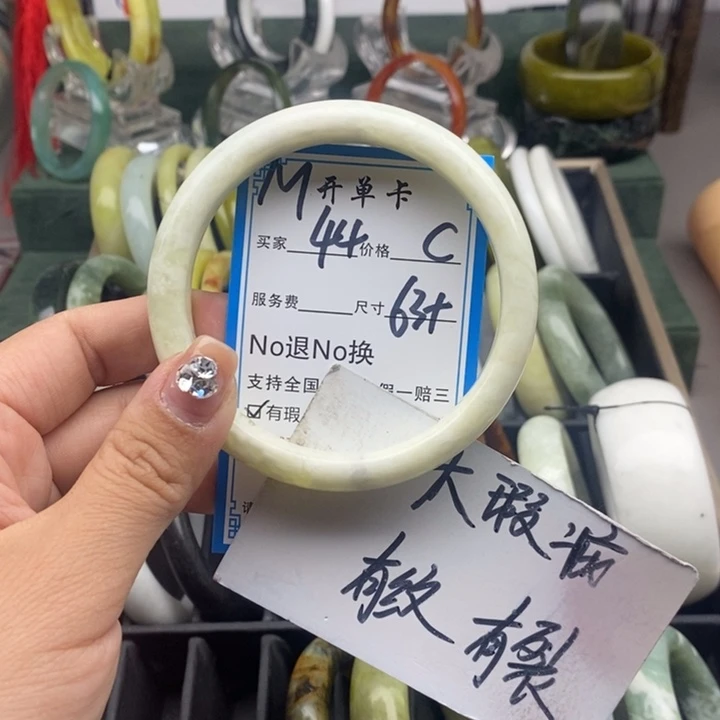 M 开单卡
买家 44 价格 C
服务费 尺寸 63+
No退No换
支持全国 假一赔三
☑有瑕
大瑕病
有纹 有裂